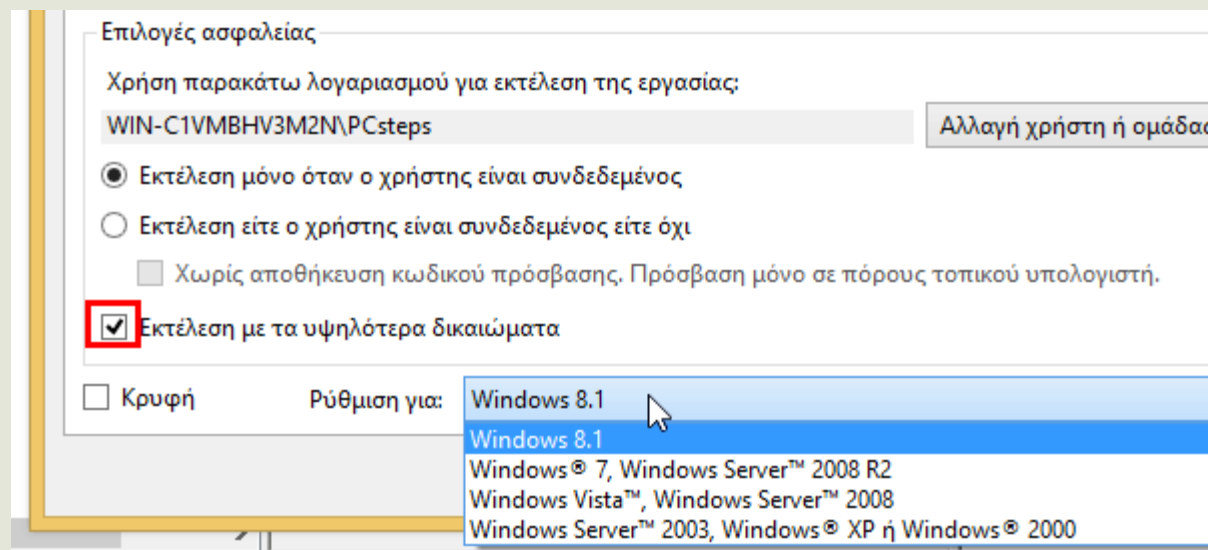 Επιλογές ασφαλείας
Χρήση παρακάτω λογαριασμού για εκτέλεση της εργασίας:
WIN-C1VMBHV3M2N\PCsteps
Αλλαγή χρήστη ή ομάδας
Εκτέλεση μόνο όταν ο χρήστης είναι συνδεδεμένος
Εκτέλεση είτε ο χρήστης είναι συνδεδεμένος είτε όχι
Χωρίς αποθήκευση κωδικού πρόσβασης. Πρόσβαση μόνο σε πόρους τοπικού υπολογιστή.
Εκτέλεση με τα υψηλότερα δικαιώματα
Κρυφή Ρύθμιση για: Windows 8.1
Windows 8.1
Windows® 7, Windows Server™ 2008 R2
Windows Vista™, Windows Server™ 2008
Windows Server™ 2003, Windows® XP ή Windows® 2000